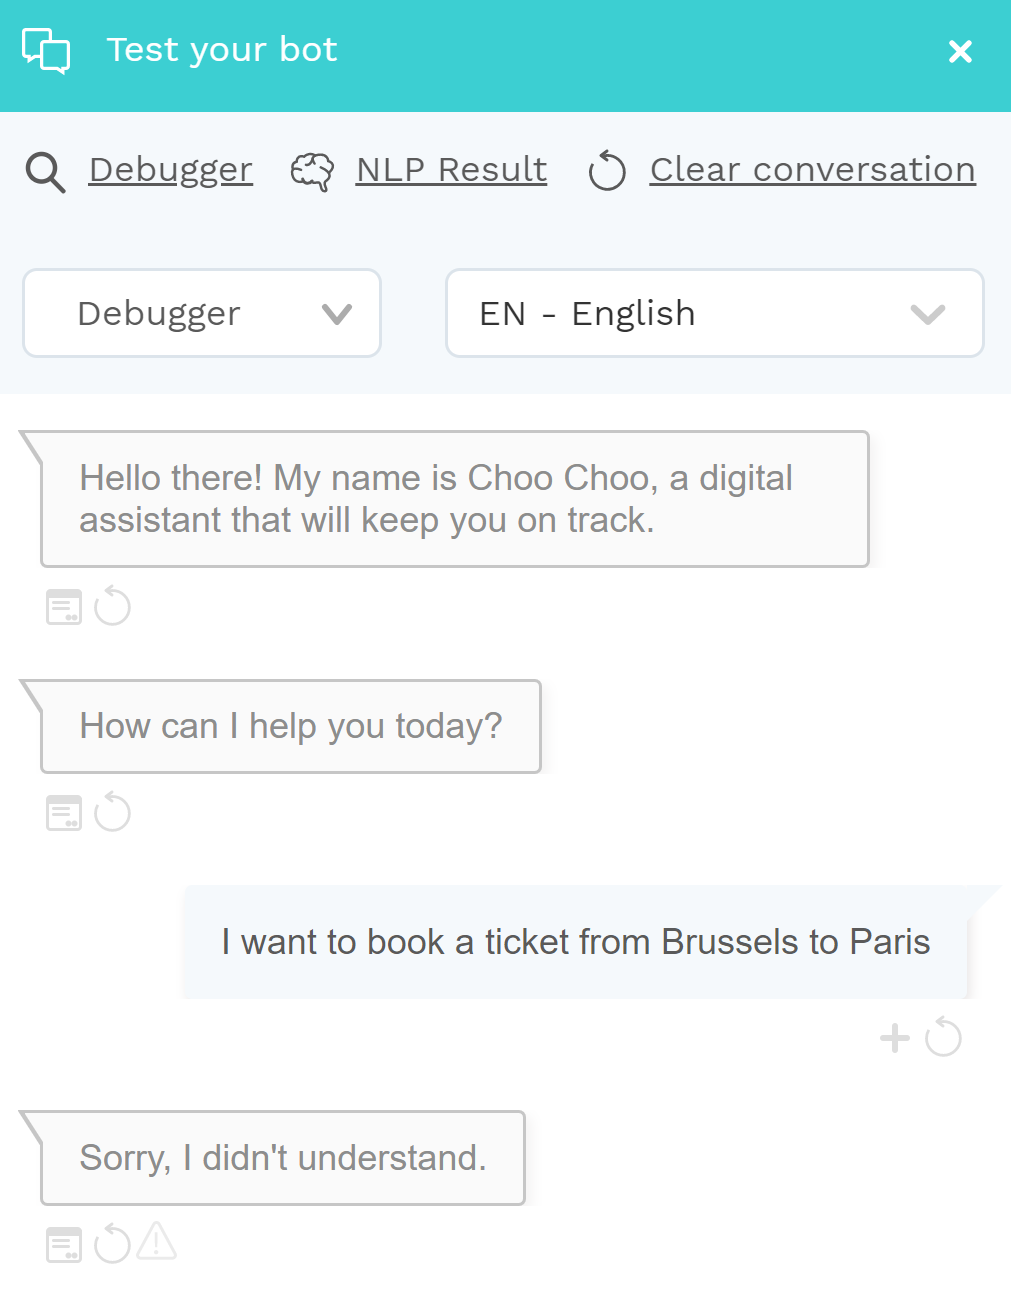 Test your bot
Debugger NLP Result Clear conversation
Debugger EN - English
Hello there! My name is Choo Choo, a digital
assistant that will keep you on track.
How can I help you today?
I want to book a ticket from Brussels to Paris
Sorry, I didn't understand.